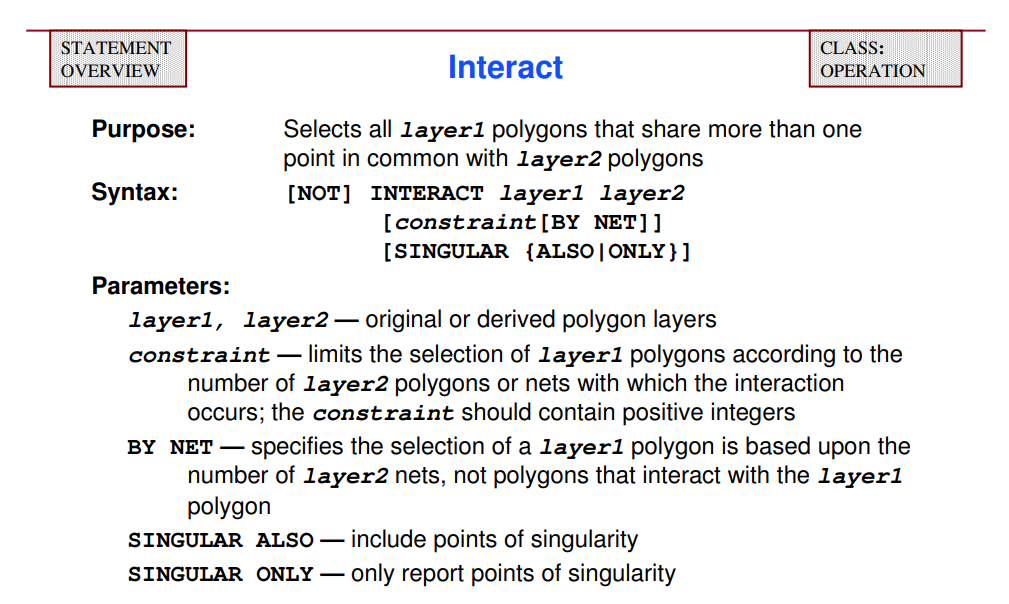 STATEMENT
OVERVIEW
Interact
CLASS:
OPERATION
Purpose: Selects all layer1 polygons that share more than one
point in common with layer2 polygons
Syntax: [NOT] INTERACT layer1 layer2
[constraint[BY NET]]
[SINGULAR {ALSO|ONLY}]
Parameters:
layer1, layer2 — original or derived polygon layers
constraint — limits the selection of layer1 polygons according to the
number of layer2 polygons or nets with which the interaction
occurs; the constraint should contain positive integers
BY NET — specifies the selection of a layer1 polygon is based upon the
number of layer2 nets, not polygons that interact with the layer1
polygon
SINGULAR ALSO — include points of singularity
SINGULAR ONLY — only report points of singularity